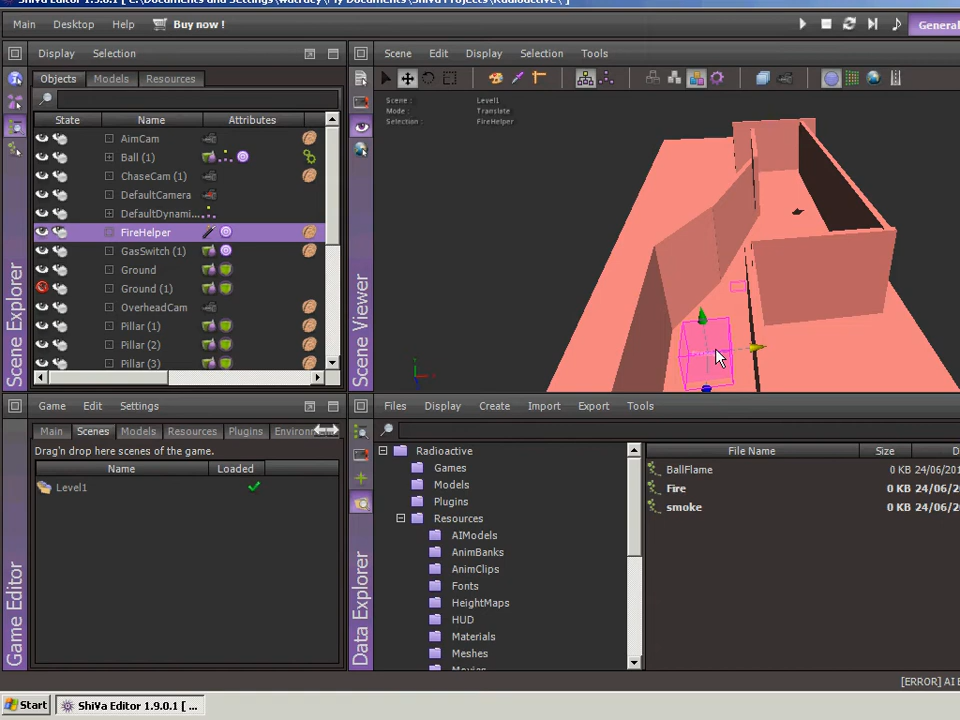 ShiVa Editor 1.9.0.1 [ C:\Documents and Settings\wacraey\My Documents\ShiVa Projects\Radioactive\ ]
Main Desktop Help Buy now ! General
Display Selection
Scene Edit Display Selection Tools
Objects Models Resources
State Name Attributes
Scene : Level1
Mode : Translate
Selection : FireHelper
AimCam
Ball (1)
ChaseCam (1)
DefaultCamera
DefaultDynami...
FireHelper
GasSwitch (1)
Ground
Ground (1)
OverheadCam
Pillar (1)
Pillar (2)
Pillar (3)
Scene Explorer
Scene Viewer
Game Edit Settings
Files Display Create Import Export Tools
Main Scenes Models Resources Plugins Environ
Drag'n drop here scenes of the game.
Name Loaded
Level1
Radioactive
Games
Models
Plugins
Resources
AIModels
AnimBanks
AnimClips
Fonts
HeightMaps
HUD
Materials
Meshes
File Name Size D
BallFlame 0 KB 24/06/20
Fire 0 KB 24/06/2
smoke 0 KB 24/06/2
Game Editor
Data Explorer
[ERROR] AI E
Start ShiVa Editor 1.9.0.1 [ ...